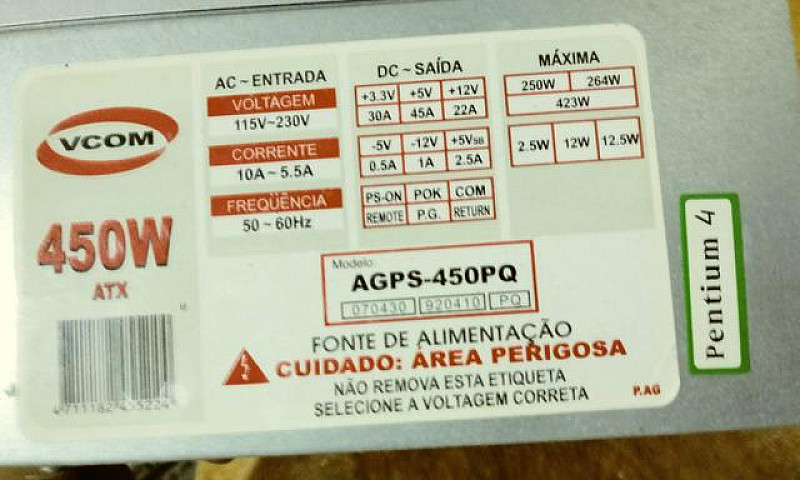 VCOM
450W
ATX
AC ~ ENTRADA
VOLTAGEM
115V~230V
CORRENTE
10A ~ 5.5A
FREQÜÊNCIA
50 ~ 60Hz
DC ~ SAÍDA
+3.3V +5V +12V
30A 45A 22A
-5V -12V +5VSB
0.5A 1A 2.5A
PS-ON POK COM
REMOTE P.G. RETURN
MÁXIMA
250W 264W
423W
2.5W 12W 12.5W
Modelo:
AGPS-450PQ
070430 920410 PQ
FONTE DE ALIMENTAÇÃO
CUIDADO: ÁREA PERIGOSA
NÃO REMOVA ESTA ETIQUETA
SELECIONE A VOLTAGEM CORRETA
P.AG
Pentium 4